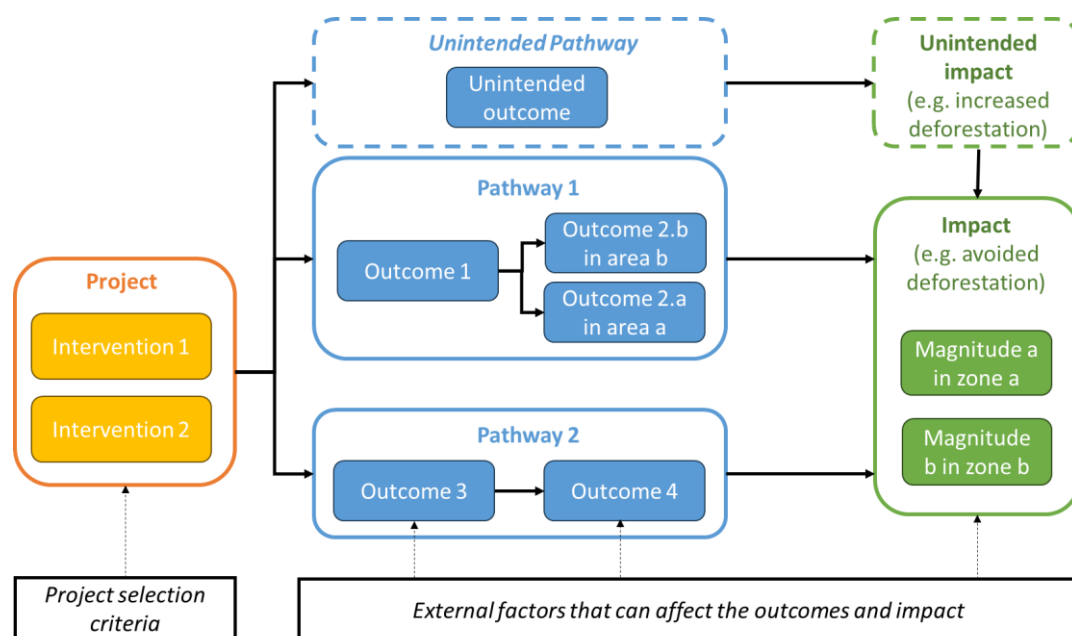 Unintended Pathway
Unintended
outcome
Unintended
impact
(e.g. increased
deforestation)
Pathway 1
Outcome 1
Outcome 2.b
in area b
Outcome 2.a
in area a
Impact
(e.g. avoided
deforestation)
Magnitude a
in zone a
Magnitude
b in zone b
Project
Intervention 1
Intervention 2
Pathway 2
Outcome 3
Outcome 4
Project selection
criteria
External factors that can affect the outcomes and impact